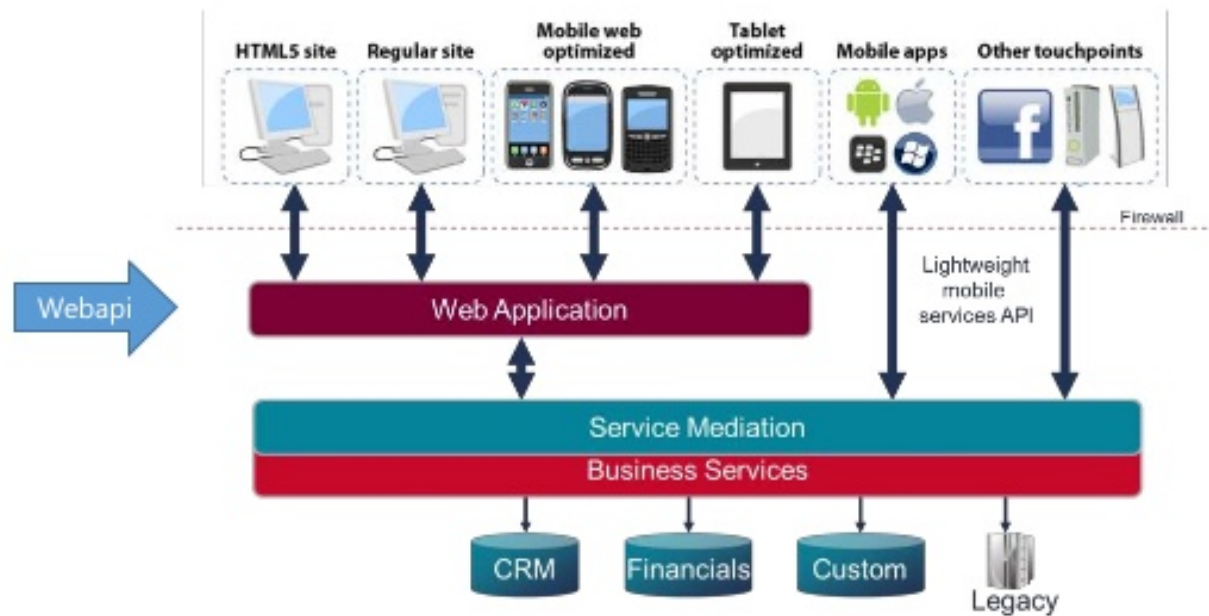 HTML5 site
Regular site
Mobile web
optimized
Tablet
optimized
Mobile apps
Other touchpoints
f
Firewall
Webapi
Lightweight
mobile
services API
Web Application
Service Mediation
Business Services
CRM
Financials
Custom
Legacy